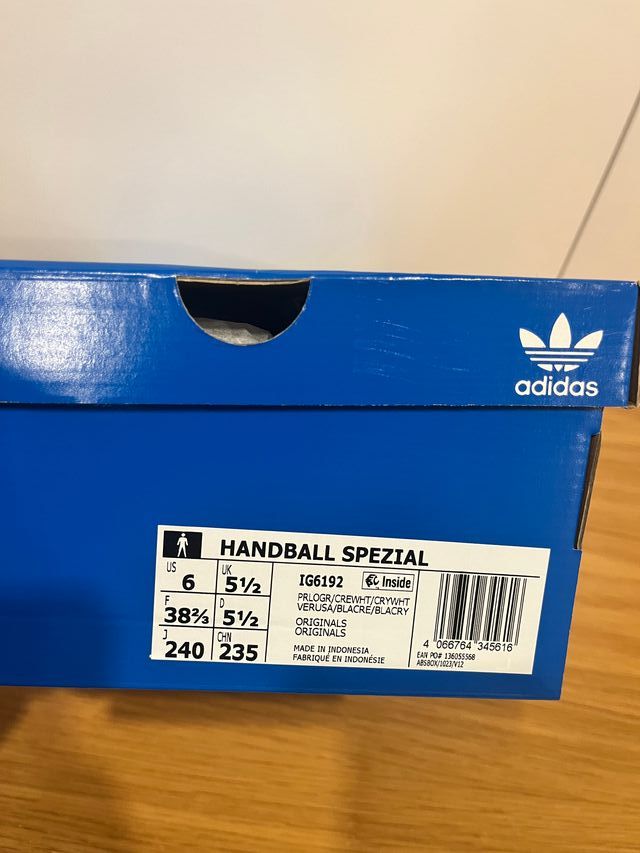 adidas
HANDBALL SPEZIAL
US 6 UK 5½
F 38⅔ D 5½
J 240 CHN 235
IG6192 Inside
PRLOGR/CREWHT/CRYWHT
VERUSA/BLACRE/BLACRY
ORIGINALS
ORIGINALS
MADE IN INDONESIA
FABRIQUÉ EN INDONÉSIE
4 066764 345616
EAN PO# 136055568
ABSBOX/1023/V12